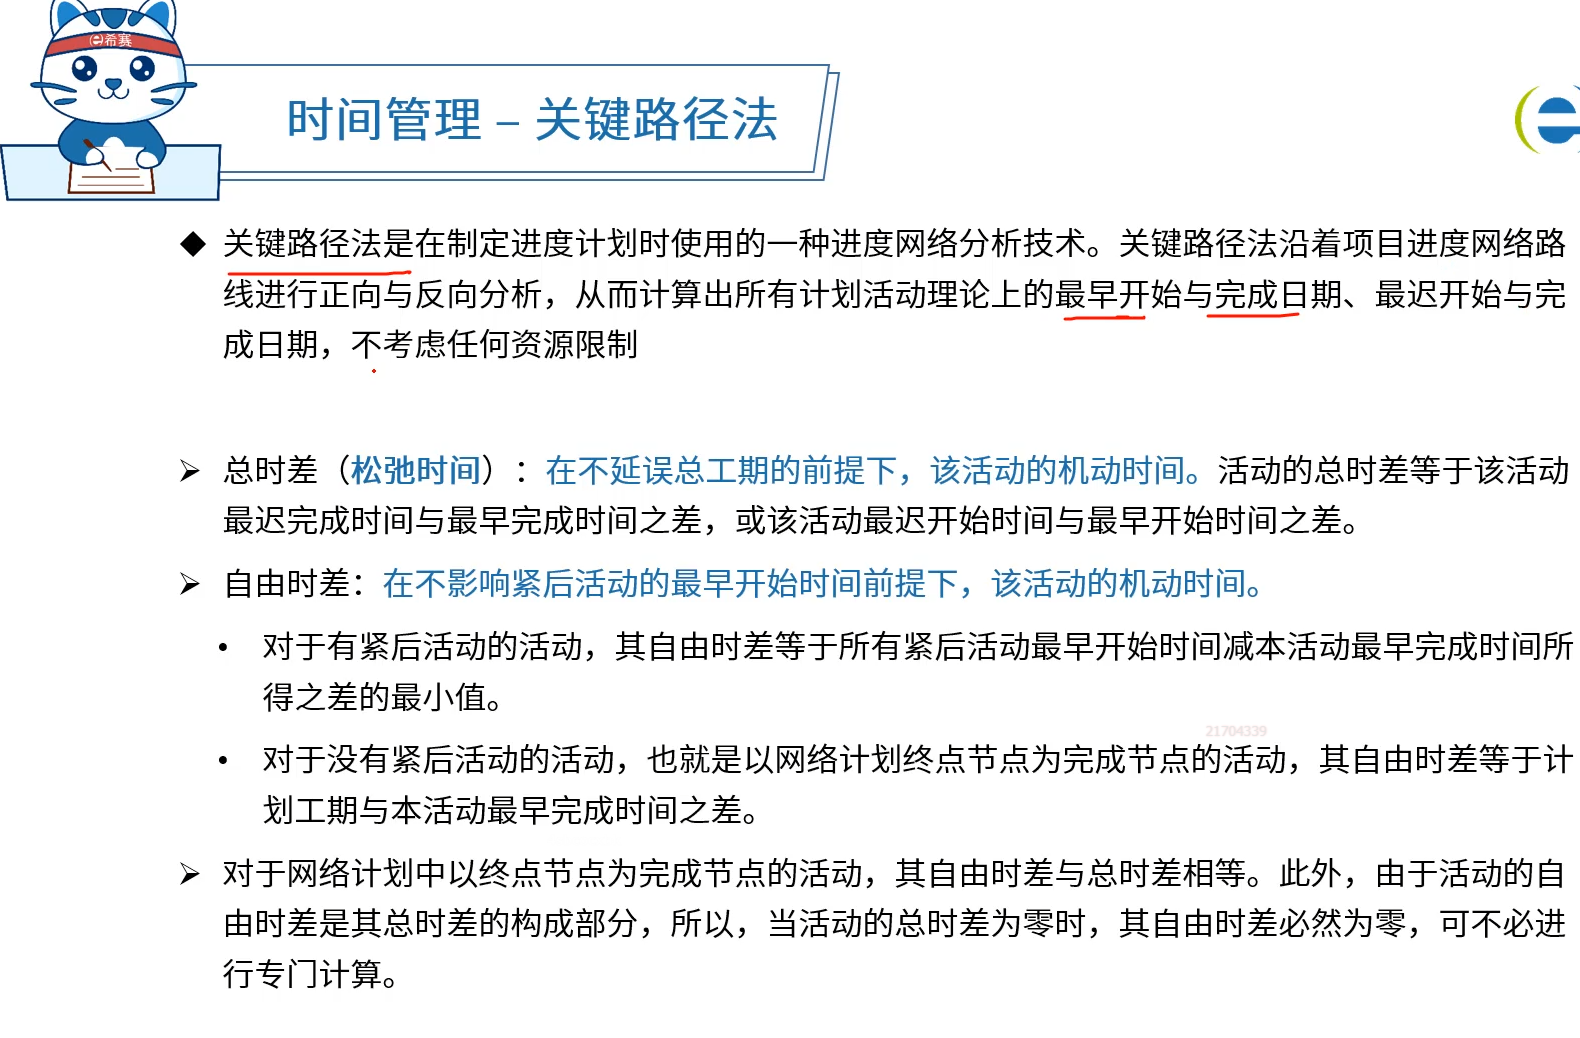 e希赛
时间管理 – 关键路径法
◆ 关键路径法是在制定进度计划时使用的一种进度网络分析技术。关键路径法沿着项目进度网络路
线进行正向与反向分析，从而计算出所有计划活动理论上的最早开始与完成日期、最迟开始与完
成日期，不考虑任何资源限制
➢ 总时差（松弛时间）：在不延误总工期的前提下，该活动的机动时间。活动的总时差等于该活动
最迟完成时间与最早完成时间之差，或该活动最迟开始时间与最早开始时间之差。
➢ 自由时差：在不影响紧后活动的最早开始时间前提下，该活动的机动时间。
• 对于有紧后活动的活动，其自由时差等于所有紧后活动最早开始时间减本活动最早完成时间所
得之差的最小值。
21704339
• 对于没有紧后活动的活动，也就是以网络计划终点节点为完成节点的活动，其自由时差等于计
划工期与本活动最早完成时间之差。
➢ 对于网络计划中以终点节点为完成节点的活动，其自由时差与总时差相等。此外，由于活动的自
由时差是其总时差的构成部分，所以，当活动的总时差为零时，其自由时差必然为零，可不必进
行专门计算。